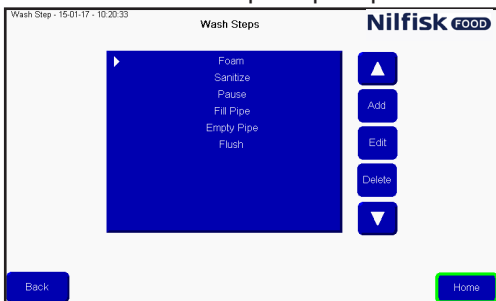 Wash Step - 15-01-17 - 10:20:33
Wash Steps
Nilfisk FOOD
Foam
Sanitize
Pause
Fill Pipe
Empty Pipe
Flush
Add
Edit
Delete
Back
Home